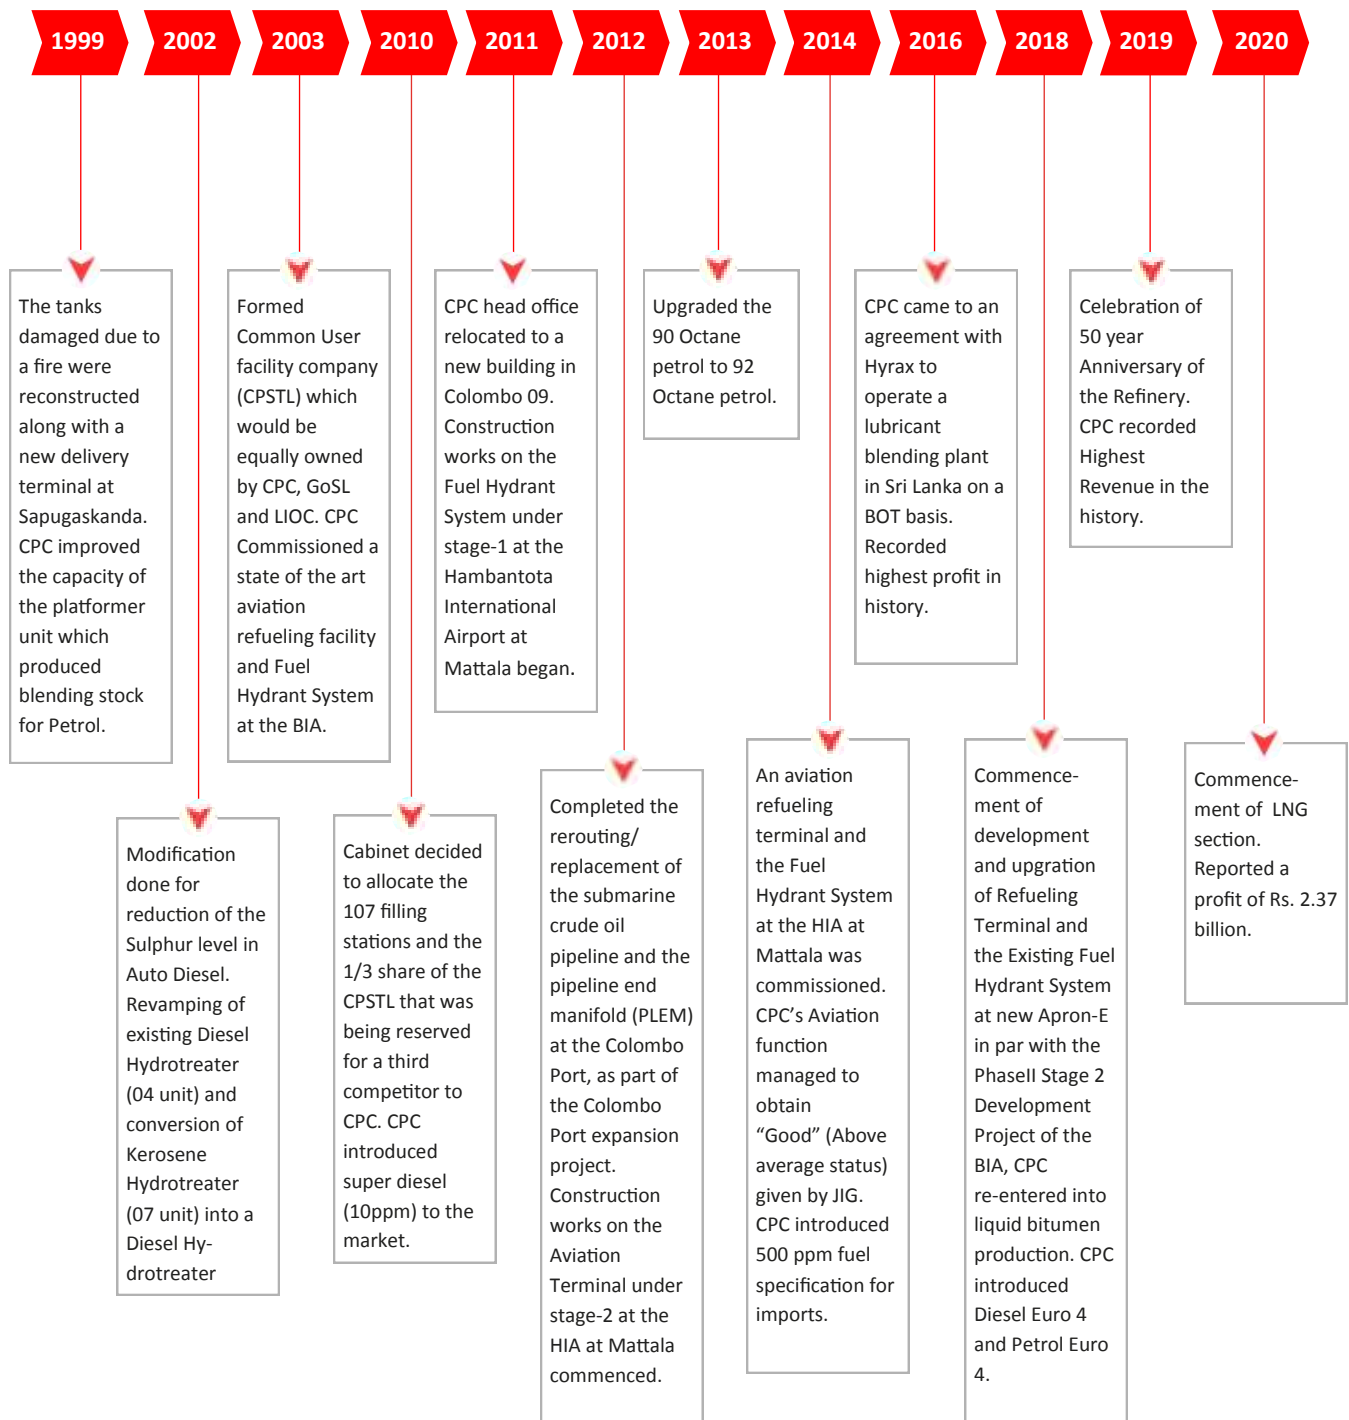 1999
2002
2003
2010
2011
2012
2013
2014
2016
2018
2019
2020
The tanks
damaged due to
a fire were
reconstructed
along with a
new delivery
terminal at
Sapugaskanda.
CPC improved
the capacity of
the platformer
unit which
produced
blending stock
for Petrol.
Modification
done for
reduction of the
Sulphur level in
Auto Diesel.
Revamping of
existing Diesel
Hydrotreater
(04 unit) and
conversion of
Kerosene
Hydrotreater
(07 unit) into a
Diesel Hy-
drotreater
Formed
Common User
facility company
(CPSTL) which
would be
equally owned
by CPC, GoSL
and LIOC. CPC
Commissioned a
state of the art
aviation
refueling facility
and Fuel
Hydrant System
at the BIA.
Cabinet decided
to allocate the
107 filling
stations and the
1/3 share of the
CPSTL that was
being reserved
for a third
competitor to
CPC. CPC
introduced
super diesel
(10ppm) to the
market.
CPC head office
relocated to a
new building in
Colombo 09.
Construction
works on the
Fuel Hydrant
System under
stage-1 at the
Hambantota
International
Airport at
Mattala began.
Completed the
rerouting/
replacement of
the submarine
crude oil
pipeline and the
pipeline end
manifold (PLEM)
at the Colombo
Port, as part of
the Colombo
Port expansion
project.
Construction
works on the
Aviation
Terminal under
stage-2 at the
HIA at Mattala
commenced.
Upgraded the
90 Octane
petrol to 92
Octane petrol.
An aviation
refueling
terminal and
the Fuel
Hydrant System
at the HIA at
Mattala was
commissioned.
CPC’s Aviation
function
managed to
obtain
“Good” (Above
average status)
given by JIG.
CPC introduced
500 ppm fuel
specification for
imports.
CPC came to an
agreement with
Hyrax to
operate a
lubricant
blending plant
in Sri Lanka on a
BOT basis.
Recorded
highest profit in
history.
Commence-
ment of
development
and upgration
of Refueling
Terminal and
the Existing Fuel
Hydrant System
at new Apron-E
in par with the
PhaseII Stage 2
Development
Project of the
BIA, CPC
re-entered into
liquid bitumen
production. CPC
introduced
Diesel Euro 4
and Petrol Euro
4.
Celebration of
50 year
Anniversary of
the Refinery.
CPC recorded
Highest
Revenue in the
history.
Commence-
ment of LNG
section.
Reported a
profit of Rs. 2.37
billion.